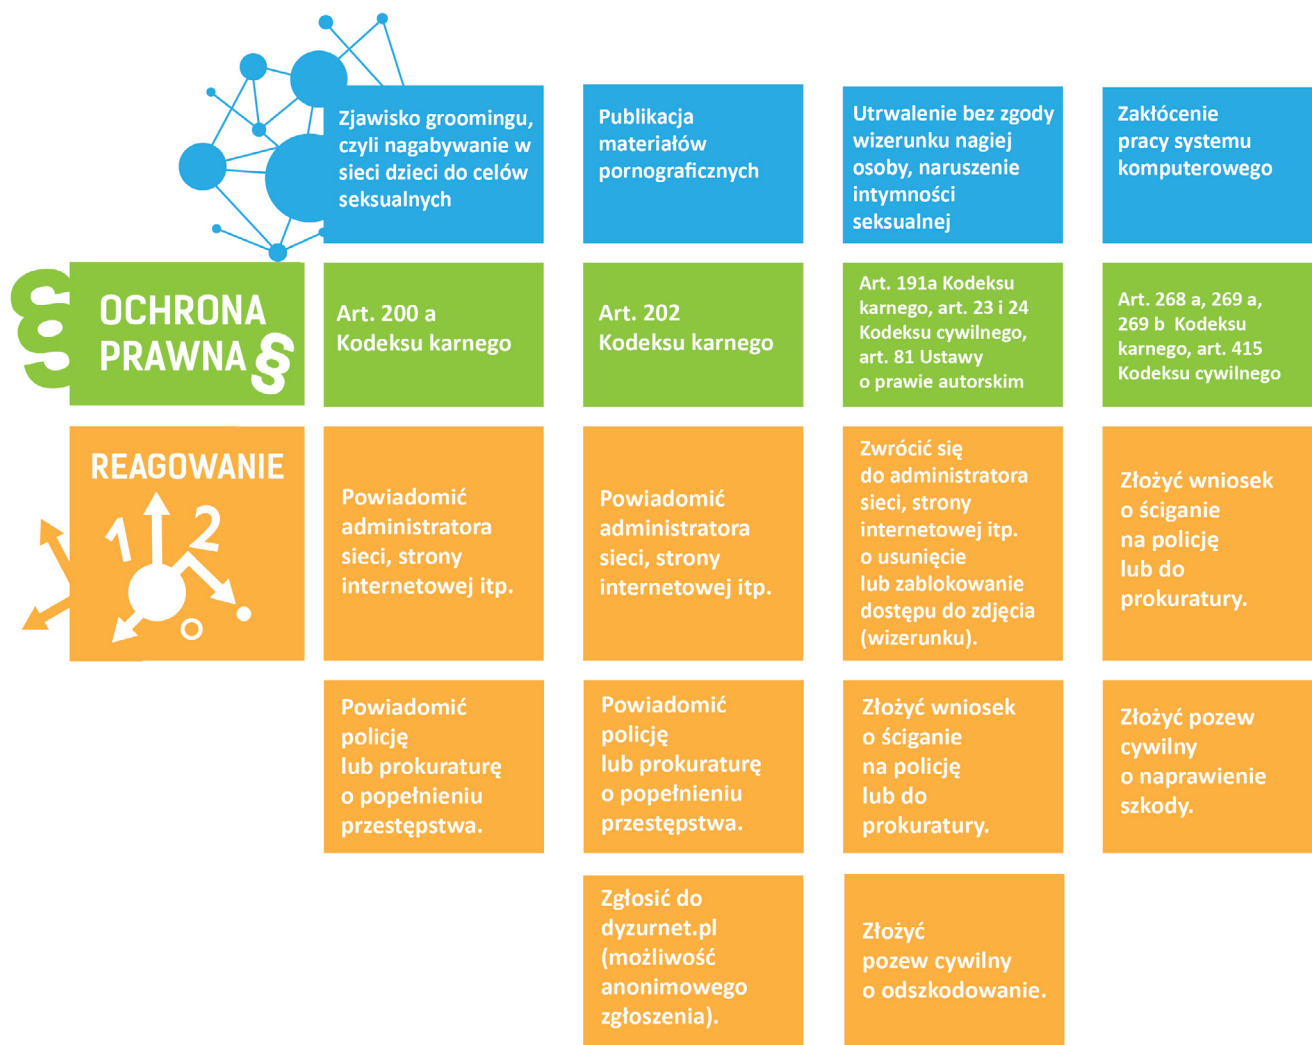 Zjawisko groomingu,
czyli nagabywanie w
sieci dzieci do celów
seksualnych
Publikacja
materiałów
pornograficznych
Utrwalenie bez zgody
wizerunku nagiej
osoby, naruszenie
intymności
seksualnej
Zakłócenie
pracy systemu
komputerowego
§ OCHRONA
PRAWNA §
Art. 200 a
Kodeksu karnego
Art. 202
Kodeksu karnego
Art. 191a Kodeksu
karnego, art. 23 i 24
Kodeksu cywilnego,
art. 81 Ustawy
o prawie autorskim
Art. 268 a, 269 a,
269 b Kodeksu
karnego, art. 415
Kodeksu cywilnego
REAGOWANIE
1 2
Powiadomić
administratora
sieci, strony
internetowej itp.
Powiadomić
administratora
sieci, strony
internetowej itp.
Zwrócić się
do administratora
sieci, strony
internetowej itp.
o usunięcie
lub zablokowanie
dostępu do zdjęcia
(wizerunku).
Złożyć wniosek
o ściganie
na policję
lub do
prokuratury.
Powiadomić
policję
lub prokuraturę
o popełnieniu
przestępstwa.
Powiadomić
policję
lub prokuraturę
o popełnieniu
przestępstwa.
Złożyć wniosek
o ściganie
na policję
lub do
prokuratury.
Złożyć pozew
cywilny
o naprawienie
szkody.
Zgłosić do
dyzurnet.pl
(możliwość
anonimowego
zgłoszenia).
Złożyć
pozew cywilny
o odszkodowanie.